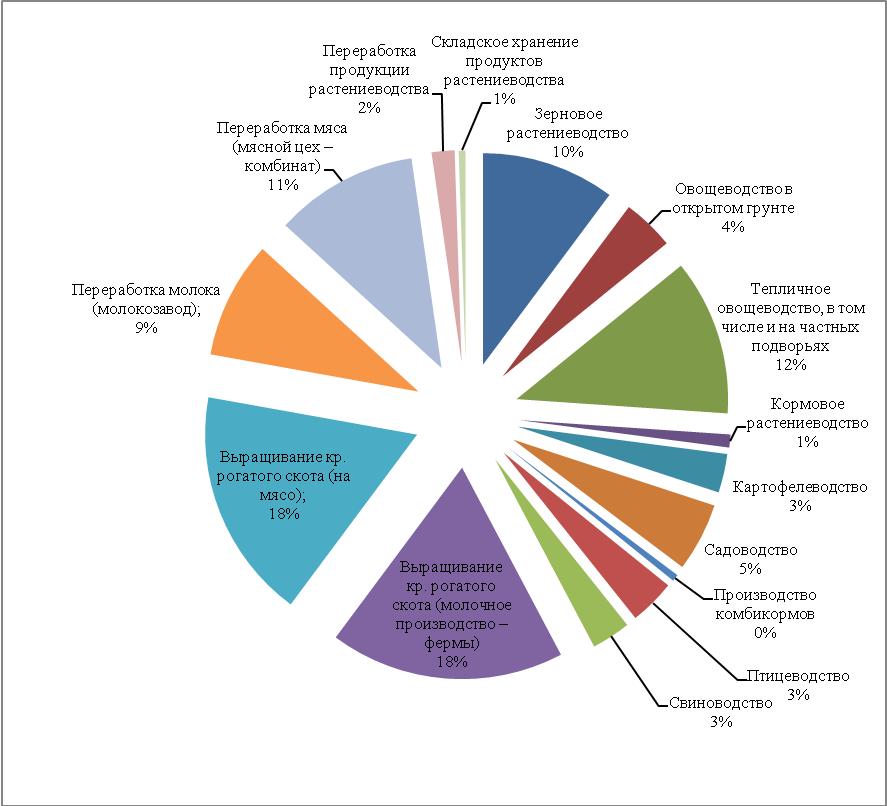 Переработка
продукции
растениеводства
2%
Складское хранение
продуктов
растениеводства
1%
Зерновое
растениеводство
10%
Переработка мяса
(мясной цех –
комбинат)
11%
Овощеводство в
открытом грунте
4%
Переработка молока
(молокозавод);
9%
Тепличное
овощеводство, в том
числе и на частных
подворьях
12%
Кормовое
растениеводство
1%
Выращивание кр.
рогатого скота (на
мясо);
18%
Картофелеводство
3%
Садоводство
5%
Выращивание
кр. рогатого
скота (молочное
производство –
фермы)
18%
Производство
комбикормов
0%
Птицеводство
3%
Свиноводство
3%